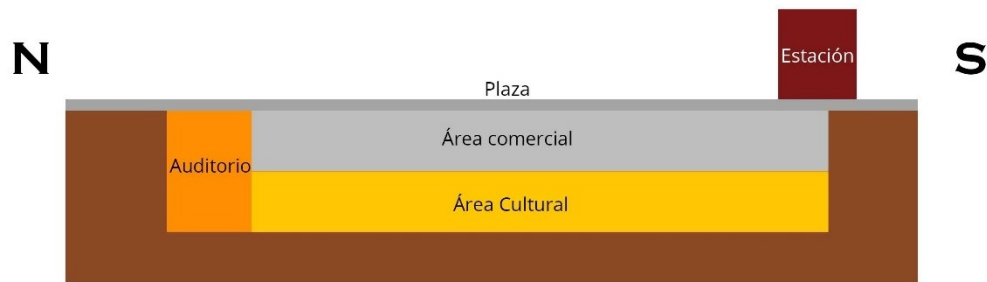 N
Estación
S
Plaza
Área comercial
Auditorio
Área Cultural